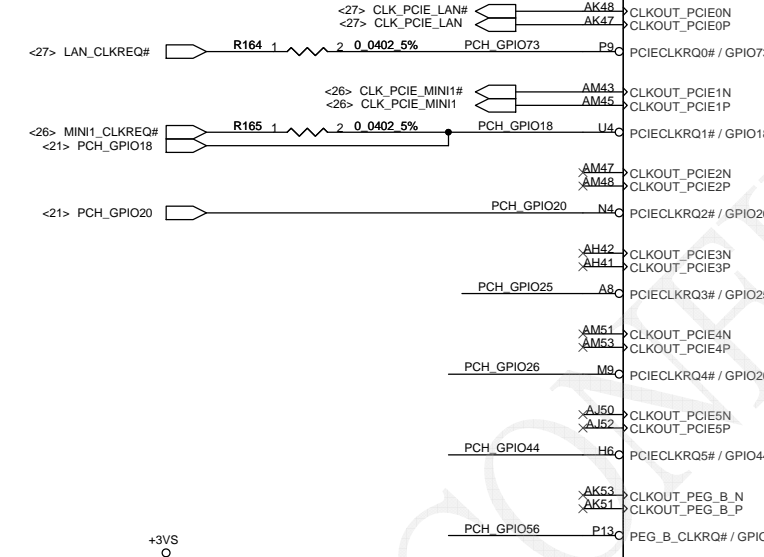 <27> CLK_PCIE_LAN# AK48 CLKOUT_PCIE0N
<27> CLK_PCIE_LAN AK47 CLKOUT_PCIE0P
<27> LAN_CLKREQ# R164 1 2 0_0402_5% PCH_GPIO73 P9 PCIECLKRQ0# / GPIO73
<26> CLK_PCIE_MINI1# AM43 CLKOUT_PCIE1N
<26> CLK_PCIE_MINI1 AM45 CLKOUT_PCIE1P
<26> MINI1_CLKREQ# R165 1 2 0_0402_5% PCH_GPIO18 U4 PCIECLKRQ1# / GPIO18
<21> PCH_GPIO18
AM47 CLKOUT_PCIE2N
AM48 CLKOUT_PCIE2P
<21> PCH_GPIO20 PCH_GPIO20 N4 PCIECLKRQ2# / GPIO20
AH42 CLKOUT_PCIE3N
AH41 CLKOUT_PCIE3P
PCH_GPIO25 A8 PCIECLKRQ3# / GPIO25
AM51 CLKOUT_PCIE4N
AM53 CLKOUT_PCIE4P
PCH_GPIO26 M9 PCIECLKRQ4# / GPIO26
AJ50 CLKOUT_PCIE5N
AJ52 CLKOUT_PCIE5P
PCH_GPIO44 H6 PCIECLKRQ5# / GPIO44
AK53 CLKOUT_PEG_B_N
AK51 CLKOUT_PEG_B_P
PCH_GPIO56 P13 PEG_B_CLKRQ# / GPIO
+3VS